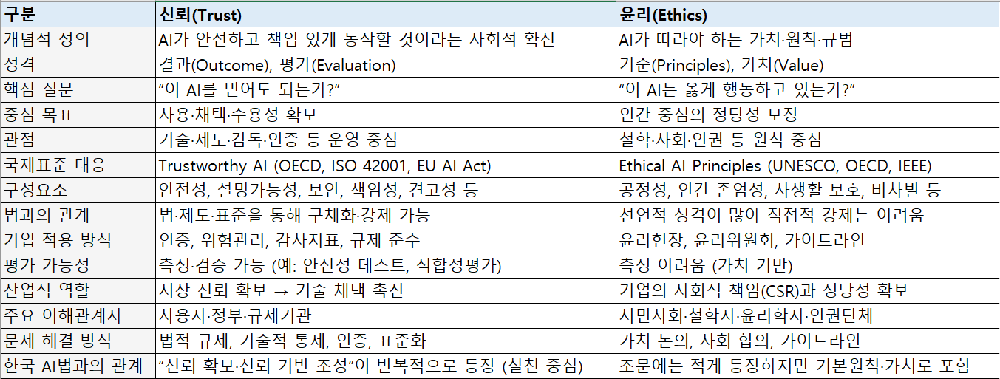 구분 신뢰(Trust) 윤리(Ethics)
개념적 정의 AI가 안전하고 책임 있게 동작할 것이라는 사회적 확신 AI가 따라야 하는 가치·원칙·규범
성격 결과(Outcome), 평가(Evaluation) 기준(Principles), 가치(Value)
핵심 질문 “이 AI를 믿어도 되는가?” “이 AI는 옳게 행동하고 있는가?”
중심 목표 사용·채택·수용성 확보 인간 중심의 정당성 보장
관점 기술·제도·감독·인증 등 운영 중심 철학·사회·인권 등 원칙 중심
국제표준 대응 Trustworthy AI (OECD, ISO 42001, EU AI Act) Ethical AI Principles (UNESCO, OECD, IEEE)
구성요소 안전성, 설명가능성, 보안, 책임성, 견고성 등 공정성, 인간 존엄성, 사생활 보호, 비차별 등
법과의 관계 법·제도·표준을 통해 구체화·강제 가능 선언적 성격이 많아 직접적 강제는 어려움
기업 적용 방식 인증, 위험관리, 감사지표, 규제 준수 윤리헌장, 윤리위원회, 가이드라인
평가 가능성 측정·검증 가능 (예: 안전성 테스트, 적합성평가) 측정 어려움 (가치 기반)
산업적 역할 시장 신뢰 확보 → 기술 채택 촉진 기업의 사회적 책임(CSR)과 정당성 확보
주요 이해관계자 사용자·정부·규제기관 시민사회·철학자·윤리학자·인권단체
문제 해결 방식 법적 규제, 기술적 통제, 인증, 표준화 가치 논의, 사회 합의, 가이드라인
한국 AI법과의 관계 “신뢰 확보·신뢰 기반 조성”이 반복적으로 등장 (실천 중심) 조문에는 적게 등장하지만 기본원칙·가치로 포함